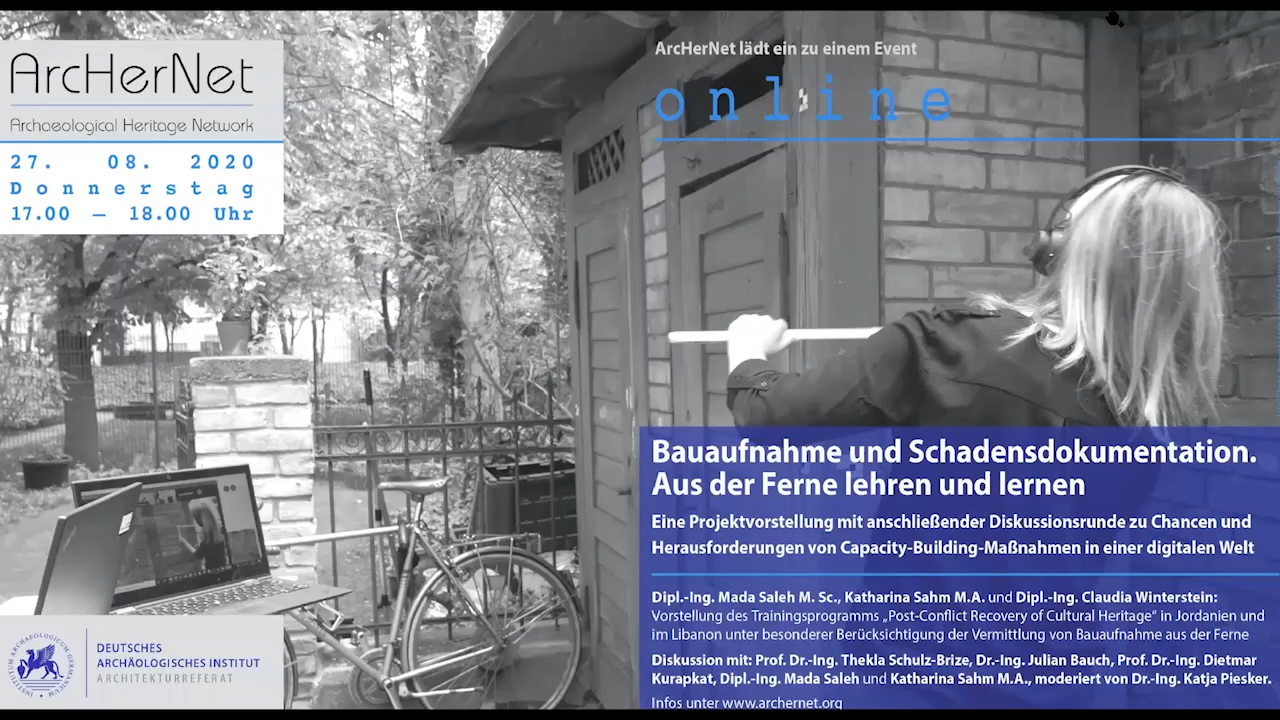 ArcHerNet
Archaeological Heritage Network
27. 08. 2020
Donnerstag
17.00 – 18.00 Uhr
ArcHerNet lädt ein zu einem Event
online
Bauaufnahme und Schadensdokumentation.
Aus der Ferne lehren und lernen
Eine Projektvorstellung mit anschließender Diskussionsrunde zu Chancen und
Herausforderungen von Capacity-Building-Maßnahmen in einer digitalen Welt
Dipl.-Ing. Mada Saleh M. Sc., Katharina Sahm M.A. und Dipl.-Ing. Claudia Winterstein:
Vorstellung des Trainingsprogramms „Post-Conflict Recovery of Cultural Heritage“ in Jordanien und
im Libanon unter besonderer Berücksichtigung der Vermittlung von Bauaufnahme aus der Ferne
Diskussion mit: Prof. Dr.-Ing. Thekla Schulz-Brize, Dr.-Ing. Julian Bauch, Prof. Dr.-Ing. Dietmar
Kurapkat, Dipl.-Ing. Mada Saleh und Katharina Sahm M.A., moderiert von Dr.-Ing. Katja Piesker.
Infos unter www.archernet.org
INSTITUTUM ARCHAEOLOGICUM GERMANICUM
DEUTSCHES
ARCHÄOLOGISCHES INSTITUT
ARCHITEKTURREFERAT